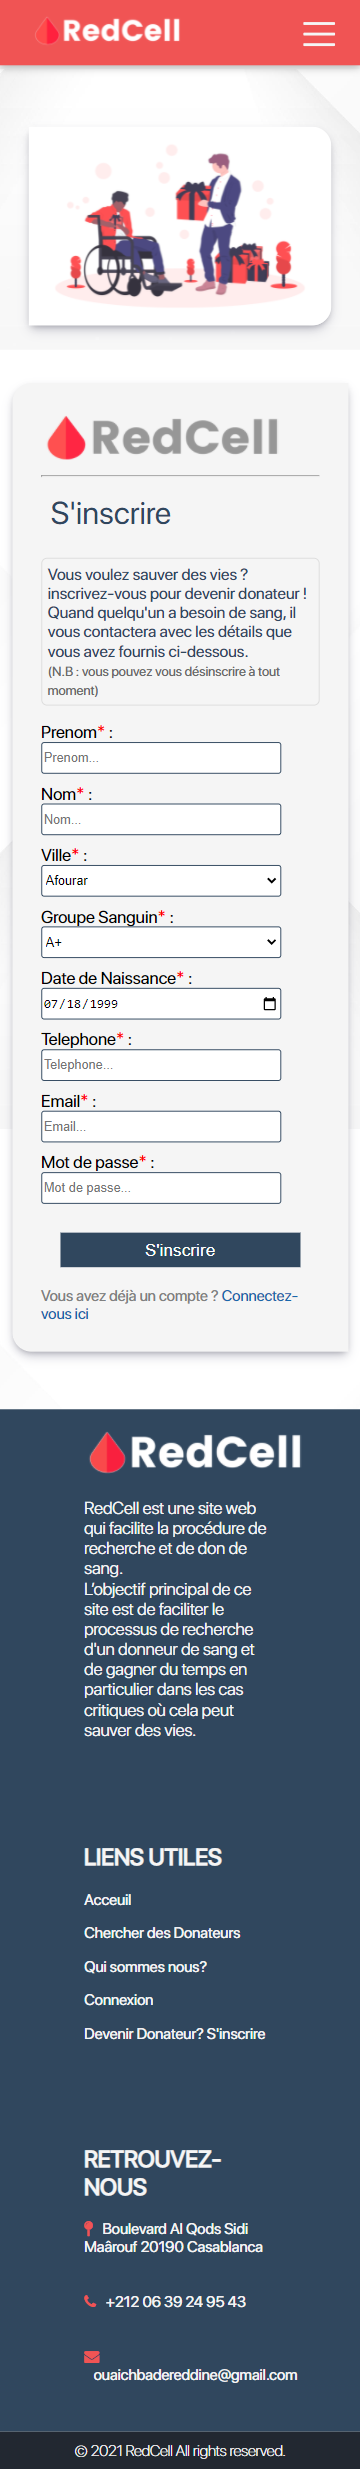 RedCell
RedCell
S'inscrire
Vous voulez sauver des vies ?
inscrivez-vous pour devenir donateur !
Quand quelqu'un a besoin de sang, il
vous contactera avec les détails que
vous avez fournis ci-dessous.
(N.B : vous pouvez vous désinscrire à tout
moment)
Prenom* :
Prenom...
Nom* :
Nom...
Ville* :
Afourar
Groupe Sanguin* :
A+
Date de Naissance* :
07/18/1999
Telephone* :
Telephone...
Email* :
Email...
Mot de passe* :
Mot de passe...
S'inscrire
Vous avez déjà un compte ? Connectez-
vous ici
RedCell
RedCell est une site web
qui facilite la procédure de
recherche et de don de
sang.
L'objectif principal de ce
site est de faciliter le
processus de recherche
d'un donneur de sang et
de gagner du temps en
particulier dans les cas
critiques où cela peut
sauver des vies.
LIENS UTILES
Acceuil
Chercher des Donateurs
Qui sommes nous?
Connexion
Devenir Donateur? S'inscrire
RETROUVEZ-
NOUS
Boulevard Al Qods Sidi
Maârouf 20190 Casablanca
+212 06 39 24 95 43
ouaichbadereddine@gmail.com
© 2021 RedCell All rights reserved.